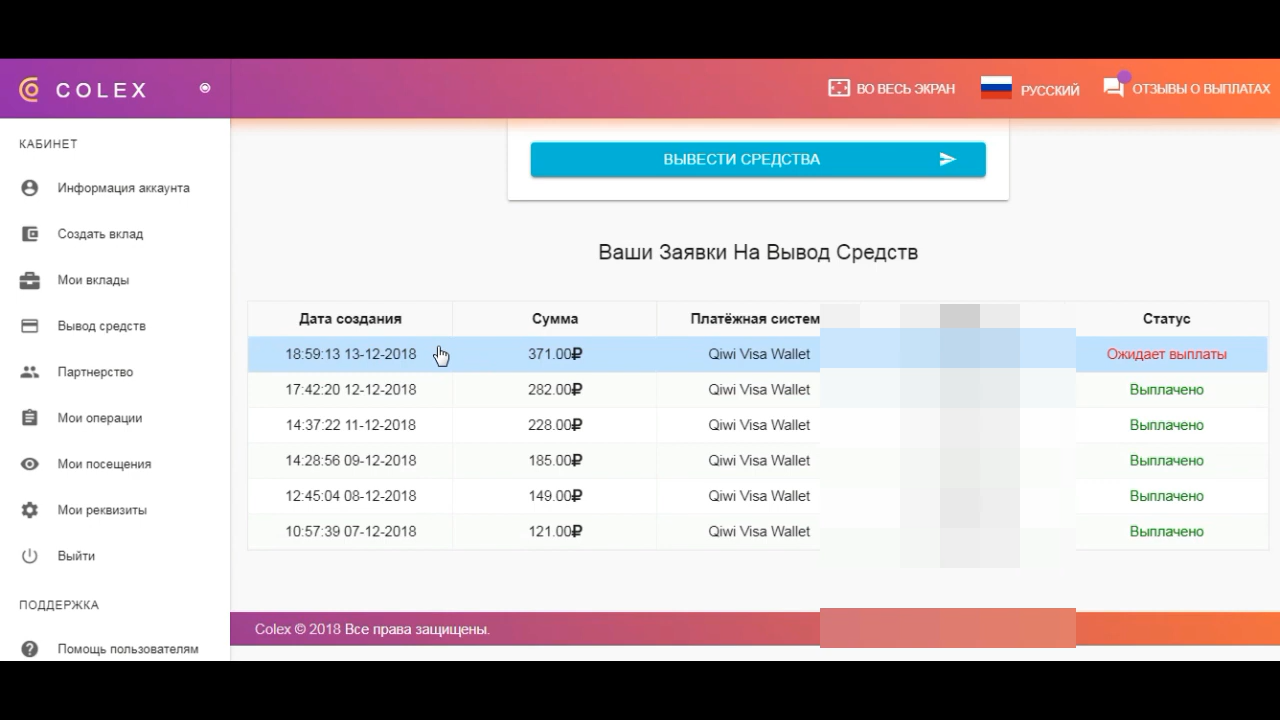 COLEX
ВО ВЕСЬ ЭКРАН
РУССКИЙ
ОТЗЫВЫ О ВЫПЛАТАХ
КАБИНЕТ
Информация аккаунта
Создать вклад
Мои вклады
Вывод средств
Партнерство
Мои операции
Мои посещения
Мои реквизиты
Выйти
ПОДДЕРЖКА
Помощь пользователям
ВЫВЕСТИ СРЕДСТВА
Ваши Заявки На Вывод Средств
Дата создания Сумма Платёжная систем Статус
18:59:13 13-12-2018 371.00₽ Qiwi Visa Wallet Ожидает выплаты
17:42:20 12-12-2018 282.00₽ Qiwi Visa Wallet Выплачено
14:37:22 11-12-2018 228.00₽ Qiwi Visa Wallet Выплачено
14:28:56 09-12-2018 185.00₽ Qiwi Visa Wallet Выплачено
12:45:04 08-12-2018 149.00₽ Qiwi Visa Wallet Выплачено
10:57:39 07-12-2018 121.00₽ Qiwi Visa Wallet Выплачено
Colex © 2018 Все права защищены.